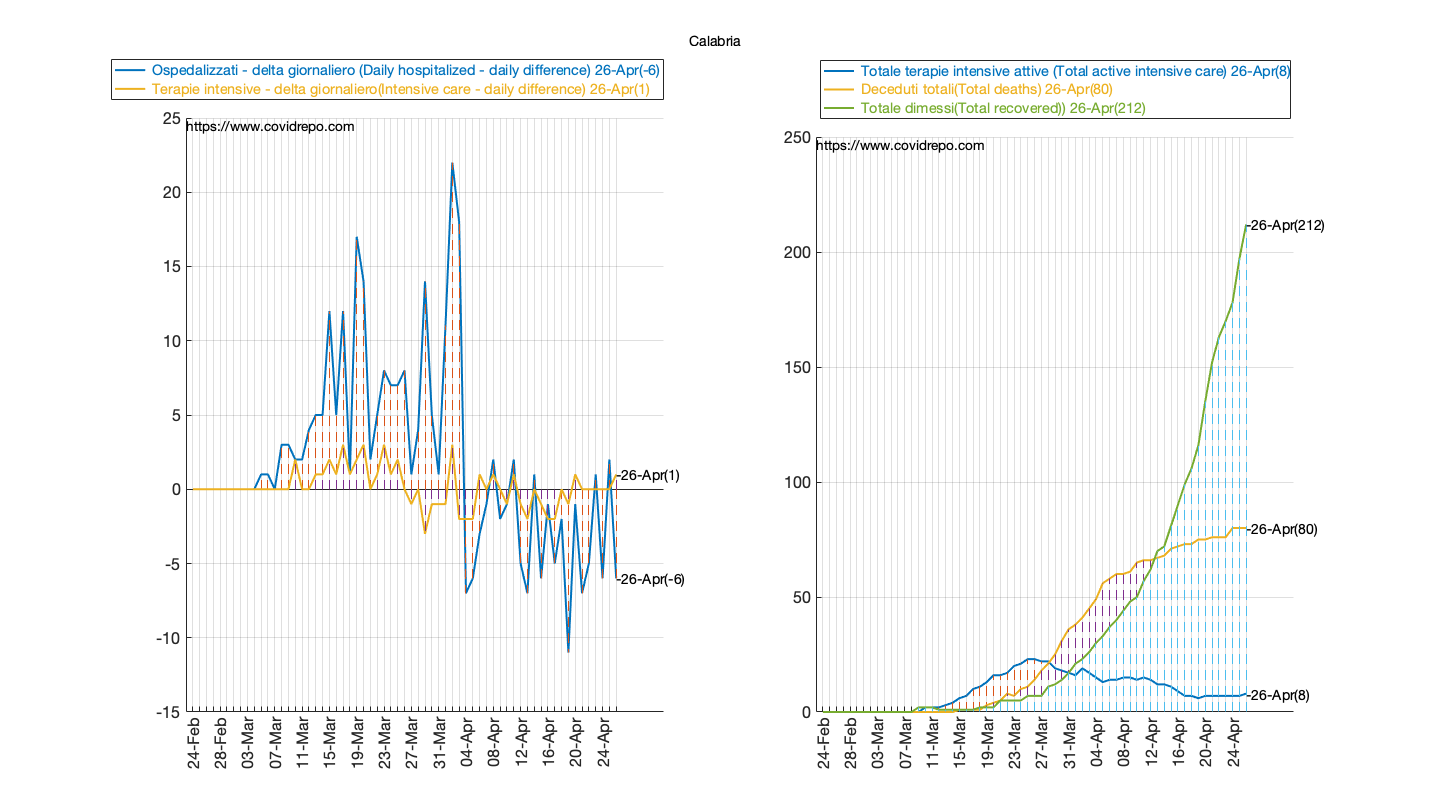 Calabria
Ospedalizzati - delta giornaliero (Daily hospitalized - daily difference) 26-Apr(-6)
Terapie intensive - delta giornaliero(Intensive care - daily difference) 26-Apr(1)
25
https://www.covidrepo.com
20
15
10
5
0
-5
-10
-15
-26-Apr(1)
-26-Apr(-6)
24-Feb
28-Feb
03-Mar
07-Mar
11-Mar
15-Mar
19-Mar
23-Mar
27-Mar
31-Mar
04-Apr
08-Apr
12-Apr
16-Apr
20-Apr
24-Apr
Totale terapie intensive attive (Total active intensive care) 26-Apr(8)
Deceduti totali(Total deaths) 26-Apr(80)
Totale dimessi(Total recovered)) 26-Apr(212)
250
https://www.covidrepo.com
200
150
100
50
0
-26-Apr(212)
-26-Apr(80)
-26-Apr(8)
24-Feb
28-Feb
03-Mar
07-Mar
11-Mar
15-Mar
19-Mar
23-Mar
27-Mar
31-Mar
04-Apr
08-Apr
12-Apr
16-Apr
20-Apr
24-Apr